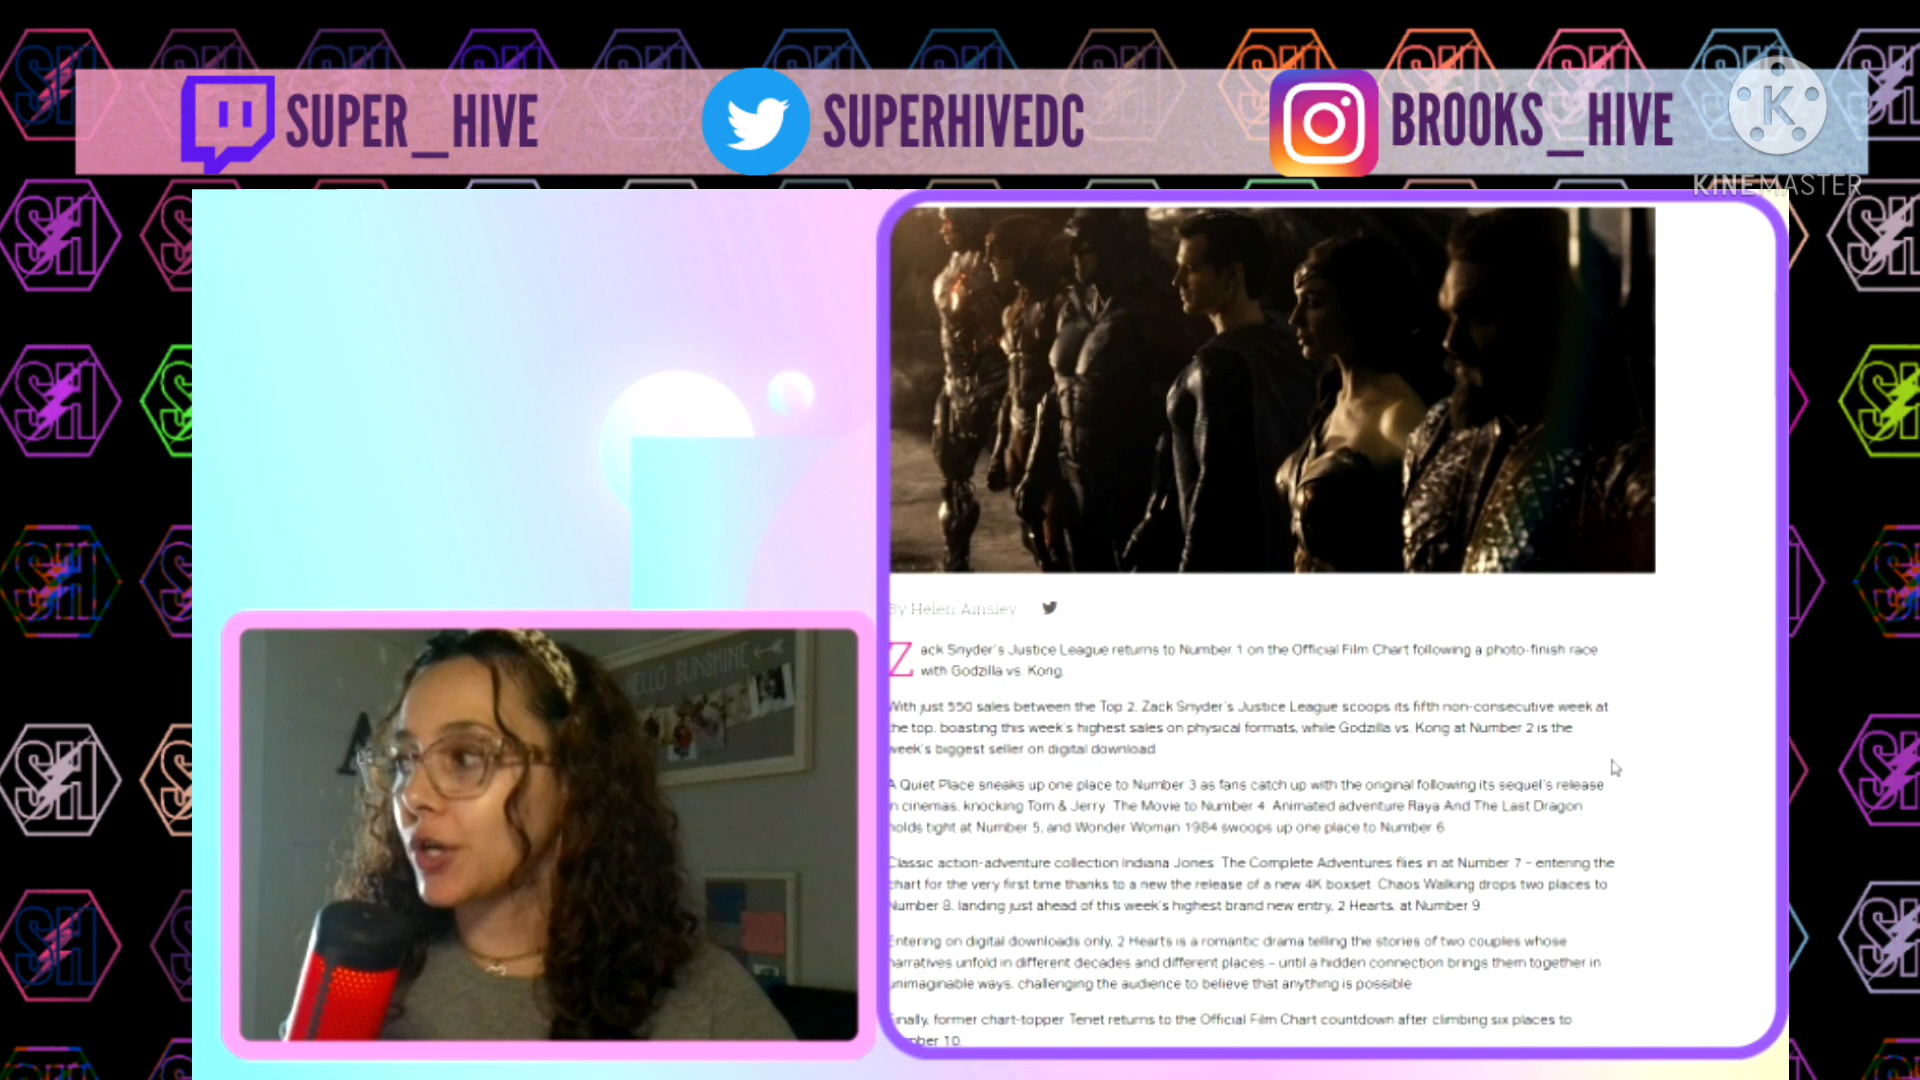 SUPER_HIVE
SUPERHIVEDC
BROOKS_HIVE
K
KINEMASTER
By Helen Ainsley
Zack Snyder's Justice League returns to Number 1 on the Official Film Chart following a photo-finish race
with Godzilla vs. Kong.
With just 550 sales between the Top 2, Zack Snyder's Justice League scoops its fifth non-consecutive week at
the top, boasting this week's highest sales on physical formats, while Godzilla vs. Kong at Number 2 is the
week's biggest seller on digital download.
A Quiet Place sneaks up one place to Number 3 as fans catch up with the original following its sequel's release
in cinemas, knocking Tom & Jerry: The Movie to Number 4. Animated adventure Raya And The Last Dragon
holds tight at Number 5, and Wonder Woman 1984 swoops up one place to Number 6.
Classic action-adventure collection Indiana Jones: The Complete Adventures flies in at Number 7 – entering the
chart for the very first time thanks to a new the release of a new 4K boxset. Chaos Walking drops two places to
Number 8, landing just ahead of this week's highest brand new entry, 2 Hearts, at Number 9.
Entering on digital downloads only, 2 Hearts is a romantic drama telling the stories of two couples whose
narratives unfold in different decades and different places – until a hidden connection brings them together in
unimaginable ways, challenging the audience to believe that anything is possible.
Finally, former chart-topper Tenet returns to the Official Film Chart countdown after climbing six places to
Number 10.
HELLO SUNSHINE
A
SH